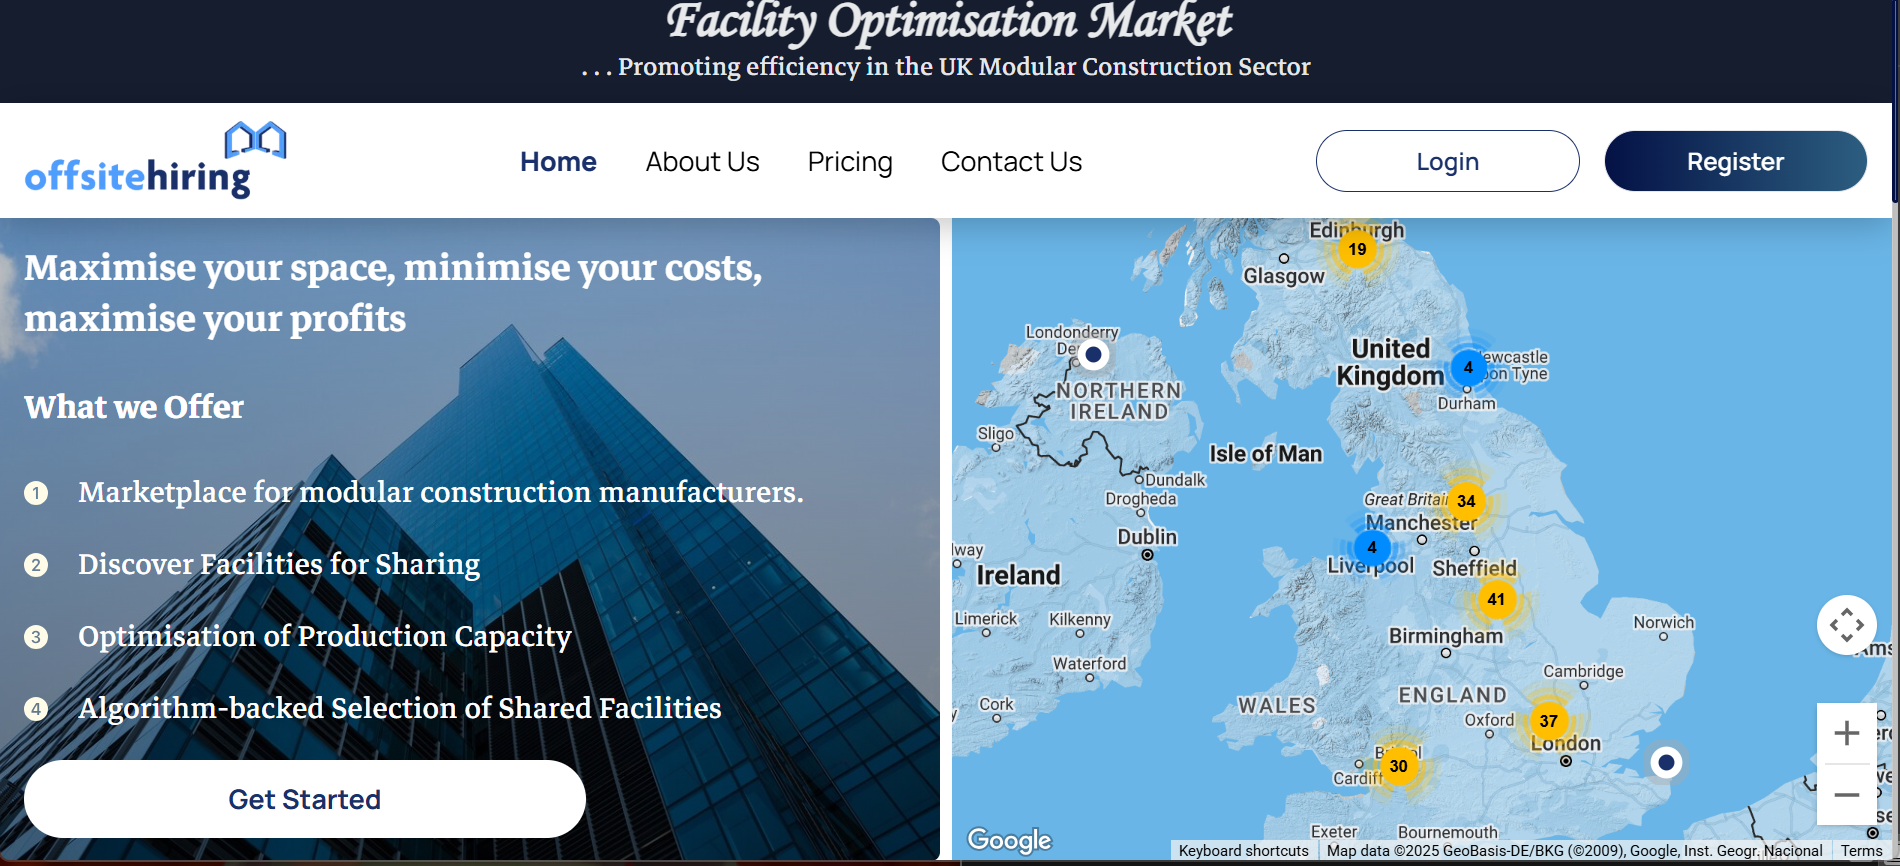 Facility Optimisation Market
. . . Promoting efficiency in the UK Modular Construction Sector
offsitehiring
Home
About Us
Pricing
Contact Us
Login
Register
Maximise your space, minimise your costs,
maximise your profits
What we Offer
1 Marketplace for modular construction manufacturers.
2 Discover Facilities for Sharing
3 Optimisation of Production Capacity
4 Algorithm-backed Selection of Shared Facilities
Get Started
Edinburgh
19
Glasgow
Londonderry
United
Kingdom
4
NORTHERN
IRELAND
Durham
Sligo
Isle of Man
Dundalk
Drogheda
Great Britain
34
Manchester
Dublin
4
Liverpool
Sheffield
Ireland
41
Limerick
Kilkenny
Birmingham
Norwich
Waterford
Cambridge
ENGLAND
WALES
Cork
Oxford
37
London
Bristol
30
Cardiff
Exeter
Bournemouth
Google
Keyboard shortcuts
Map data ©2025 GeoBasis-DE/BKG (©2009), Google, Inst. Geogr. Nacional
Terms